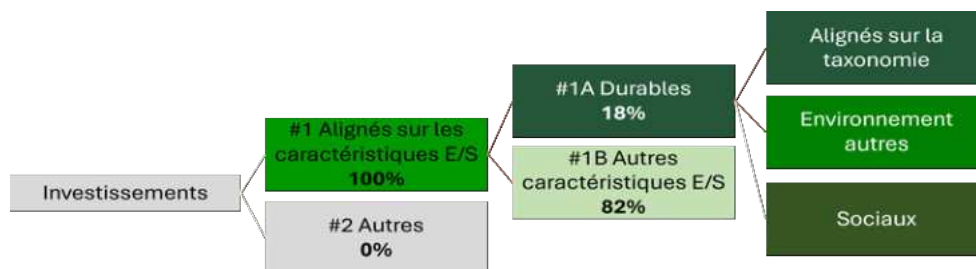 Investissements
#1 Alignés sur les
caractéristiques E/S
100%
#2 Autres
0%
#1A Durables
18%
#1B Autres
caractéristiques E/S
82%
Alignés sur la
taxonomie
Environnement
autres
Sociaux